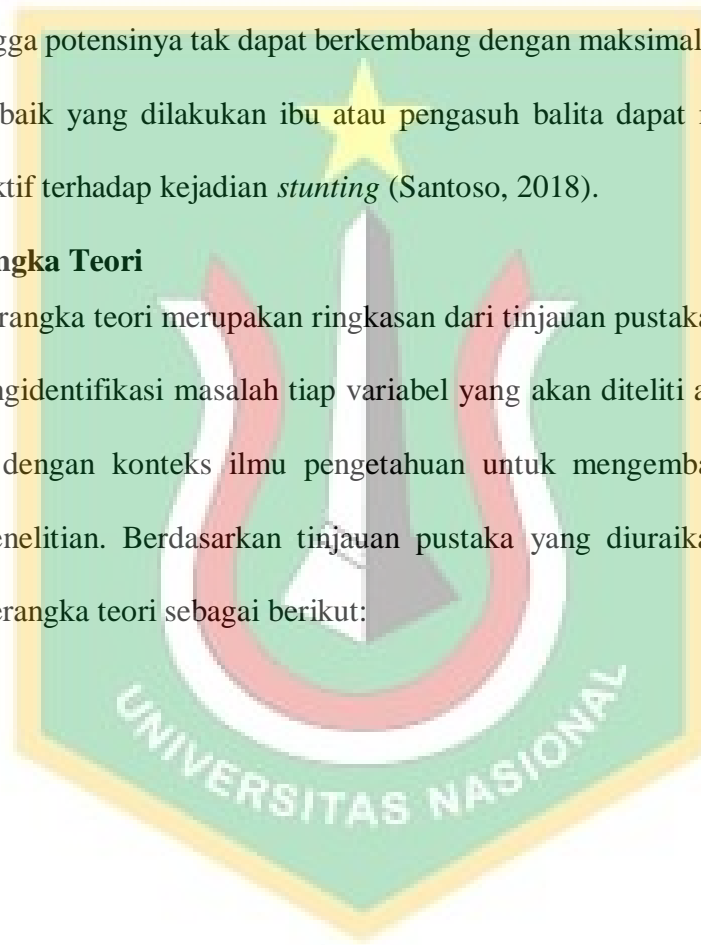 gga potensinya tak dapat berkembang dengan maksimal
baik yang dilakukan ibu atau pengasuh balita dapat
ktif terhadap kejadian stunting (Santoso, 2018).
ngka Teori
rangka teori merupakan ringkasan dari tinjauan pustaka
ngidentifikasi masalah tiap variabel yang akan diteliti
dengan konteks ilmu pengetahuan untuk mengemba
enelitian. Berdasarkan tinjauan pustaka yang diuraika
erangka teori sebagai berikut:
UNIVERSITAS NASIONAL